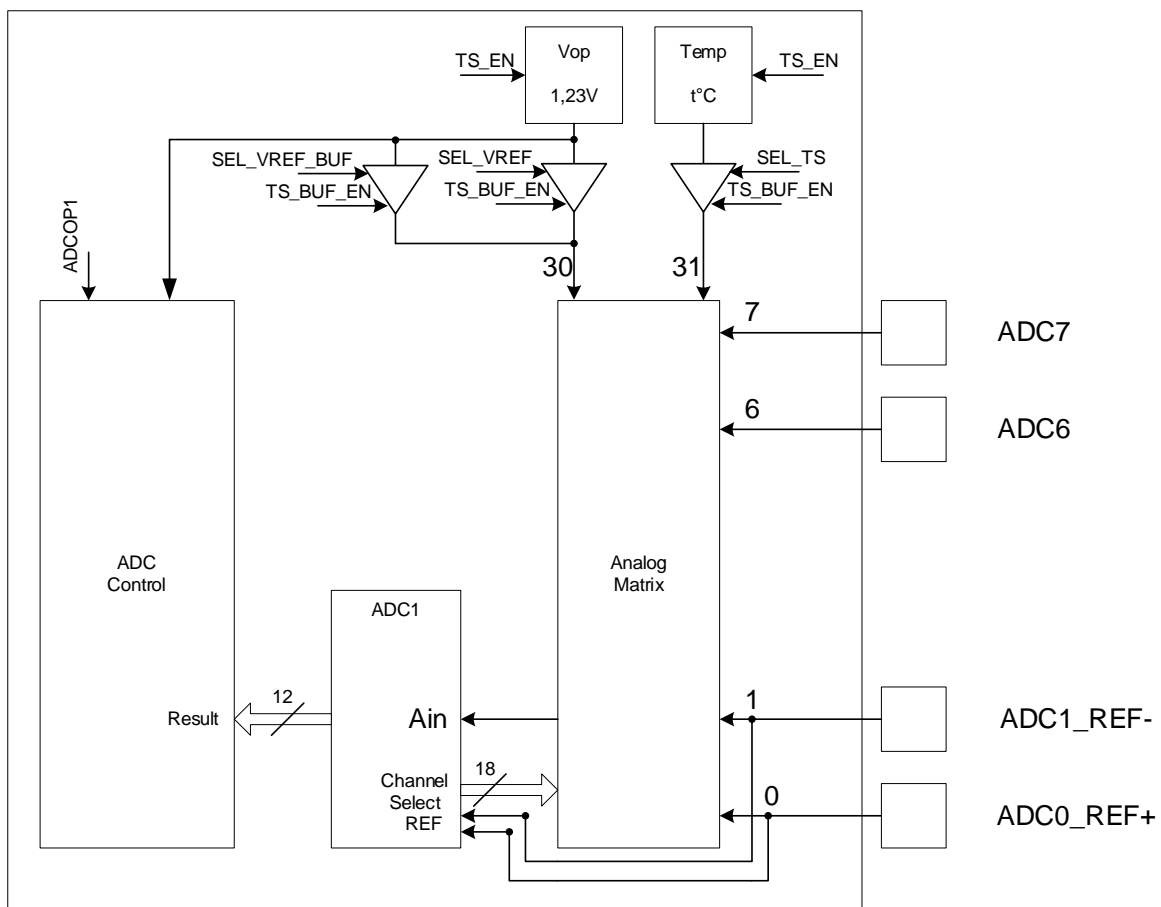 Vop
1,23V
Temp
t°C
TS_EN
TS_EN
SEL_VREF_BUF
TS_BUF_EN
SEL_VREF
TS_BUF_EN
SEL_TS
TS_BUF_EN
ADCOP1
30
31
7
ADC7
6
ADC6
ADC
Control
Analog
Matrix
ADC1
Result
12
Ain
1
ADC1_REF-
Channel
Select
REF
18
0
ADC0_REF+